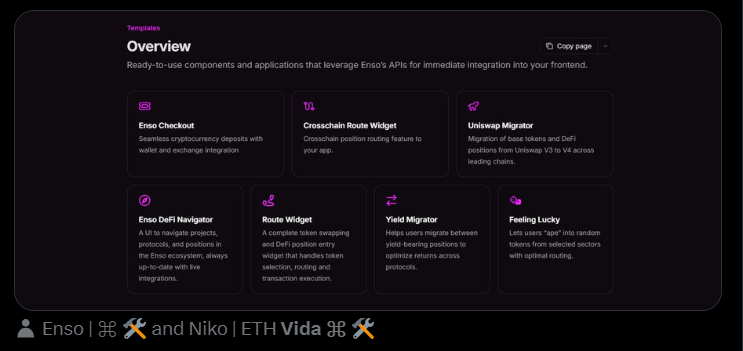 Templates
Overview
Copy page
Ready-to-use components and applications that leverage Enso's APIs for immediate integration into your frontend.
Enso Checkout
Seamless cryptocurrency deposits with
wallet and exchange integration
Crosschain Route Widget
Crosschain position routing feature to
your app.
Uniswap Migrator
Migration of base tokens and DeFi
positions from Uniswap V3 to V4 across
leading chains.
Enso DeFi Navigator
A UI to navigate projects,
protocols, and positions in
the Enso ecosystem, always
up-to-date with live
integrations.
Route Widget
A complete token swapping
and DeFi position entry
widget that handles token
selection, routing and
transaction execution.
Yield Migrator
Helps users migrate between
yield-bearing positions to
optimize returns across
protocols.
Feeling Lucky
Lets users "ape" into random
tokens from selected sectors
with optimal routing.
Enso | ⌘ 🛠️ and Niko | ETH Vida ⌘ 🛠️